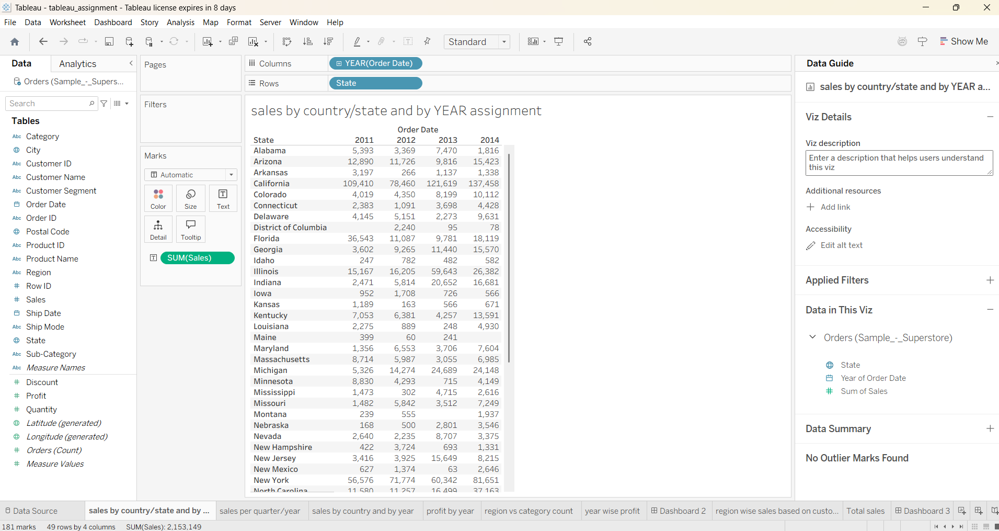 Tableau - tableau_assignment - Tableau license expires in 8 days
File Data Worksheet Dashboard Story Analysis Map Format Server Window Help
Standard
Show Me
Data
Analytics
Orders (Sample_-_Supers...
Search
Tables
Abc Category
City
Abc Customer ID
Abc Customer Name
Abc Customer Segment
Order Date
Abc Order ID
Postal Code
Abc Product ID
Abc Product Name
Abc Region
# Row ID
# Sales
Ship Date
Abc Ship Mode
State
Abc Sub-Category
Abc Measure Names
# Discount
# Profit
# Quantity
Latitude (generated)
Longitude (generated)
# Orders (Count)
# Measure Values
Pages
Filters
Marks
T Automatic
Color
Size
T Text
Detail
Tooltip
T SUM(Sales)
Columns YEAR(Order Date)
Rows State
sales by country/state and by YEAR assignment
Order Date
State 2011 2012 2013 2014
Alabama 5,393 3,369 7,470 1,816
Arizona 12,890 11,726 9,816 15,423
Arkansas 3,197 266 1,137 1,338
California 109,410 78,460 121,619 137,458
Colorado 4,019 4,350 8,199 10,112
Connecticut 2,383 1,091 3,698 4,428
Delaware 4,145 5,151 2,273 9,631
District of Columbia 2,240 95 78
Florida 36,543 11,087 9,781 18,119
Georgia 3,602 9,265 11,440 15,570
Idaho 247 782 482 582
Illinois 15,167 16,205 59,643 26,382
Indiana 2,471 5,814 20,652 16,681
Iowa 952 1,708 726 566
Kansas 1,189 163 566 671
Kentucky 7,053 6,381 4,257 13,591
Louisiana 2,275 889 248 4,930
Maine 399 60 241
Maryland 1,356 6,553 3,706 7,604
Massachusetts 8,714 5,987 3,055 6,985
Michigan 5,326 14,274 24,689 24,148
Minnesota 8,830 4,293 715 4,149
Mississippi 1,473 302 4,715 2,616
Missouri 1,482 5,842 3,512 7,249
Montana 239 555 1,937
Nebraska 168 500 2,801 3,546
Nevada 2,640 2,235 8,707 3,375
New Hampshire 422 3,724 693 1,331
New Jersey 3,416 3,925 15,649 8,215
New Mexico 627 1,374 63 2,646
New York 56,576 71,774 60,342 81,651
North Carolina 11,580 11,257 16,499 37,163
Data Guide
sales by country/state and by YEAR a...
Viz Details
Viz description
Enter a description that helps users understand
this viz
Additional resources
Add link
Accessibility
Edit alt text
Applied Filters
Data in This Viz
Orders (Sample_-_Superstore)
State
Year of Order Date
# Sum of Sales
Data Summary
No Outlier Marks Found
Data Source
sales by country/state and by ...
sales per quarter/year
sales by country and by year
profit by year
region vs category count
year wise profit
Dashboard 2
region wise sales based on custo...
Total sales
Dashboard 3
181 marks 49 rows by 4 columns SUM(Sales): 2,153,149